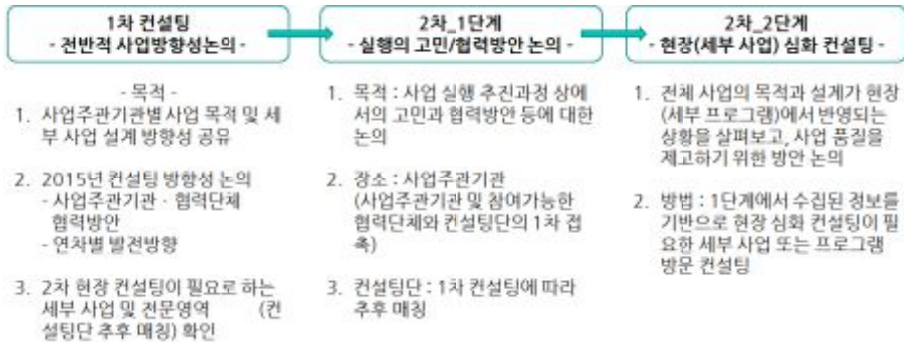 1차 컨설팅
- 전반적 사업방향성논의 -
- 목적 -
1. 사업주관기관별 사업 목적 및 세
부 사업 설계 방향성 공유
2. 2015년 컨설팅 방향성 논의
- 사업주관기관 · 협력단체
협력방안
- 연차별 발전방향
3. 2차 현장 컨설팅이 필요로 하는
세부 사업 및 전문영역 (컨
설팅단 추후 매칭) 확인
2차_1단계
- 실행의 고민/협력방안 논의 -
1. 목적 : 사업 실행 추진과정 상에
서의 고민과 협력방안 등에 대한
논의
2. 장소 : 사업주관기관
(사업주관기관 및 참여가능한
협력단체와 컨설팅단의 1차 접
촉)
3. 컨설팅단 : 1차 컨설팅에 따라
추후 매칭
2차_2단계
- 현장(세부 사업) 심화 컨설팅 -
1. 전체 사업의 목적과 설계가 현장
(세부 프로그램)에서 반영되는
상황을 살펴보고, 사업 품질을
제고하기 위한 방안 논의
2. 방법 : 1단계에서 수집된 정보를
기반으로 현장 심화 컨설팅이 필
요한 세부 사업 또는 프로그램
방문 컨설팅